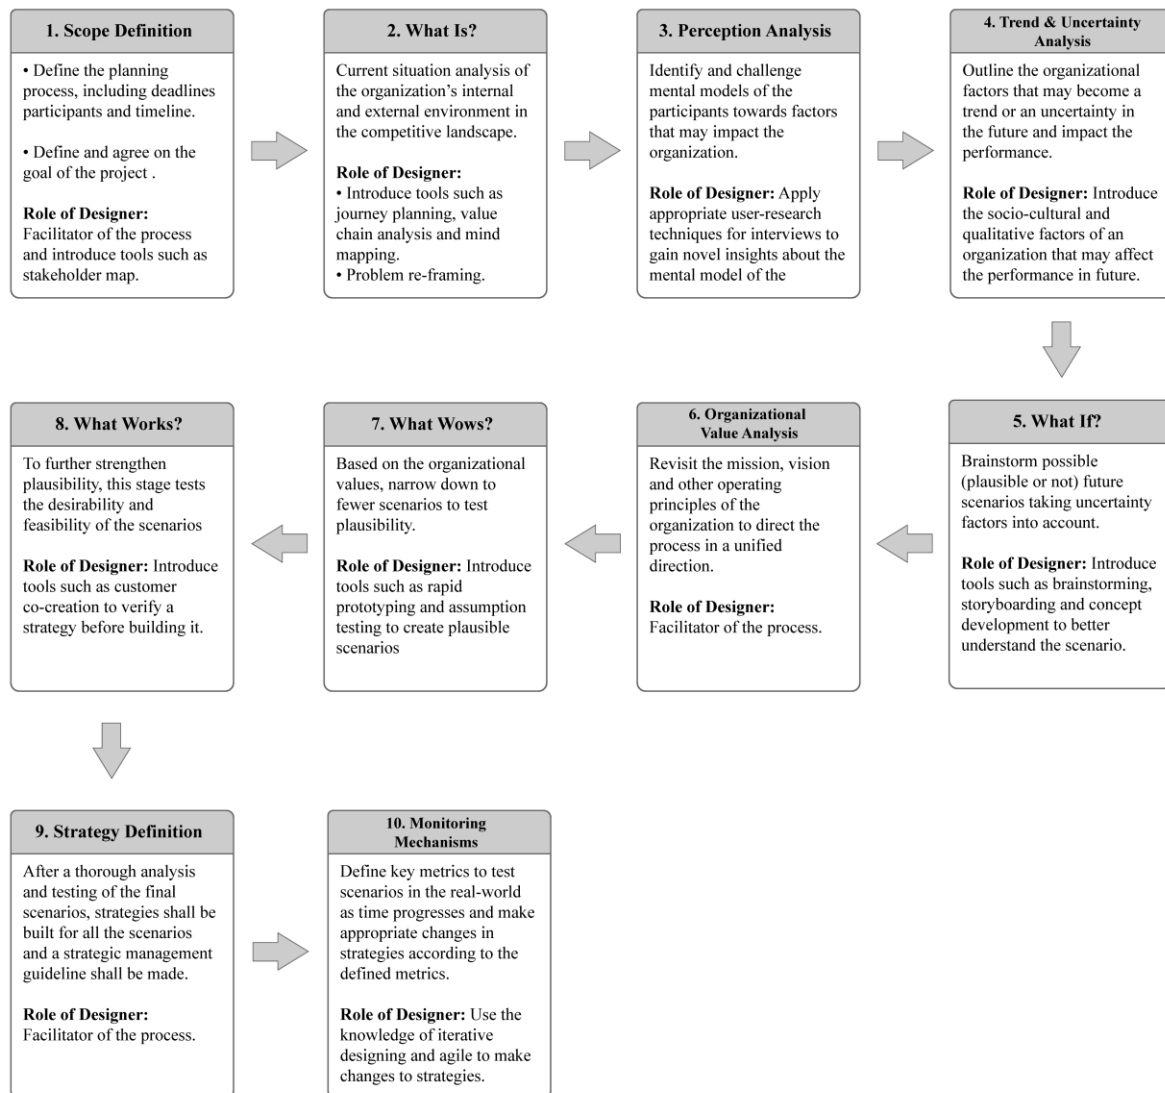 1. Scope Definition
• Define the planning
process, including deadlines
participants and timeline.
• Define and agree on the
goal of the project .
Role of Designer:
Facilitator of the process
and introduce tools such as
stakeholder map.
2. What Is?
Current situation analysis of
the organization's internal
and external environment in
the competitive landscape.
Role of Designer:
• Introduce tools such as
journey planning, value
chain analysis and mind
mapping.
• Problem re-framing.
3. Perception Analysis
Identify and challenge
mental models of the
participants towards factors
that may impact the
organization.
Role of Designer: Apply
appropriate user-research
techniques for interviews to
gain novel insights about the
mental model of the
4. Trend & Uncertainty
Analysis
Outline the organizational
factors that may become a
trend or an uncertainty in
the future and impact the
performance.
Role of Designer: Introduce
the socio-cultural and
qualitative factors of an
organization that may affect
the performance in future.
5. What If?
Brainstorm possible
(plausible or not) future
scenarios taking uncertainty
factors into account.
Role of Designer: Introduce
tools such as brainstorming,
storyboarding and concept
development to better
understand the scenario.
6. Organizational
Value Analysis
Revisit the mission, vision
and other operating
principles of the
organization to direct the
process in a unified
direction.
Role of Designer:
Facilitator of the process.
7. What Wows?
Based on the organizational
values, narrow down to
fewer scenarios to test
plausibility.
Role of Designer: Introduce
tools such as rapid
prototyping and assumption
testing to create plausible
scenarios
8. What Works?
To further strengthen
plausibility, this stage tests
the desirability and
feasibility of the scenarios
Role of Designer: Introduce
tools such as customer
co-creation to verify a
strategy before building it.
9. Strategy Definition
After a thorough analysis
and testing of the final
scenarios, strategies shall be
built for all the scenarios
and a strategic management
guideline shall be made.
Role of Designer:
Facilitator of the process.
10. Monitoring
Mechanisms
Define key metrics to test
scenarios in the real-world
as time progresses and make
appropriate changes in
strategies according to the
defined metrics.
Role of Designer: Use the
knowledge of iterative
designing and agile to make
changes to strategies.